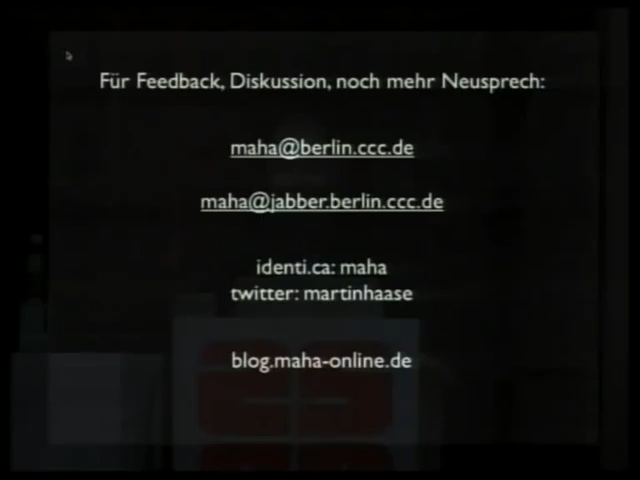 Für Feedback, Diskussion, noch mehr Neusprech:
maha@berlin.ccc.de
maha@jabber.berlin.ccc.de
identi.ca: maha
twitter: martinhaase
blog.maha-online.de